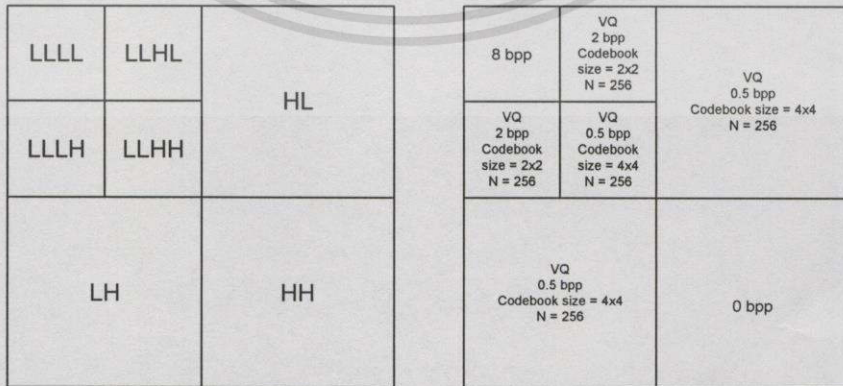 LLLL
LLHL
HL
LLLH
LLHH
LH
HH
8 bpp
VQ
2 bpp
Codebook
size = 2x2
N = 256
VQ
0.5 bpp
Codebook size = 4x4
N = 256
VQ
2 bpp
Codebook
size = 2x2
N = 256
VQ
0.5 bpp
Codebook
size = 4x4
N = 256
VQ
0.5 bpp
Codebook size = 4x4
N = 256
0 bpp